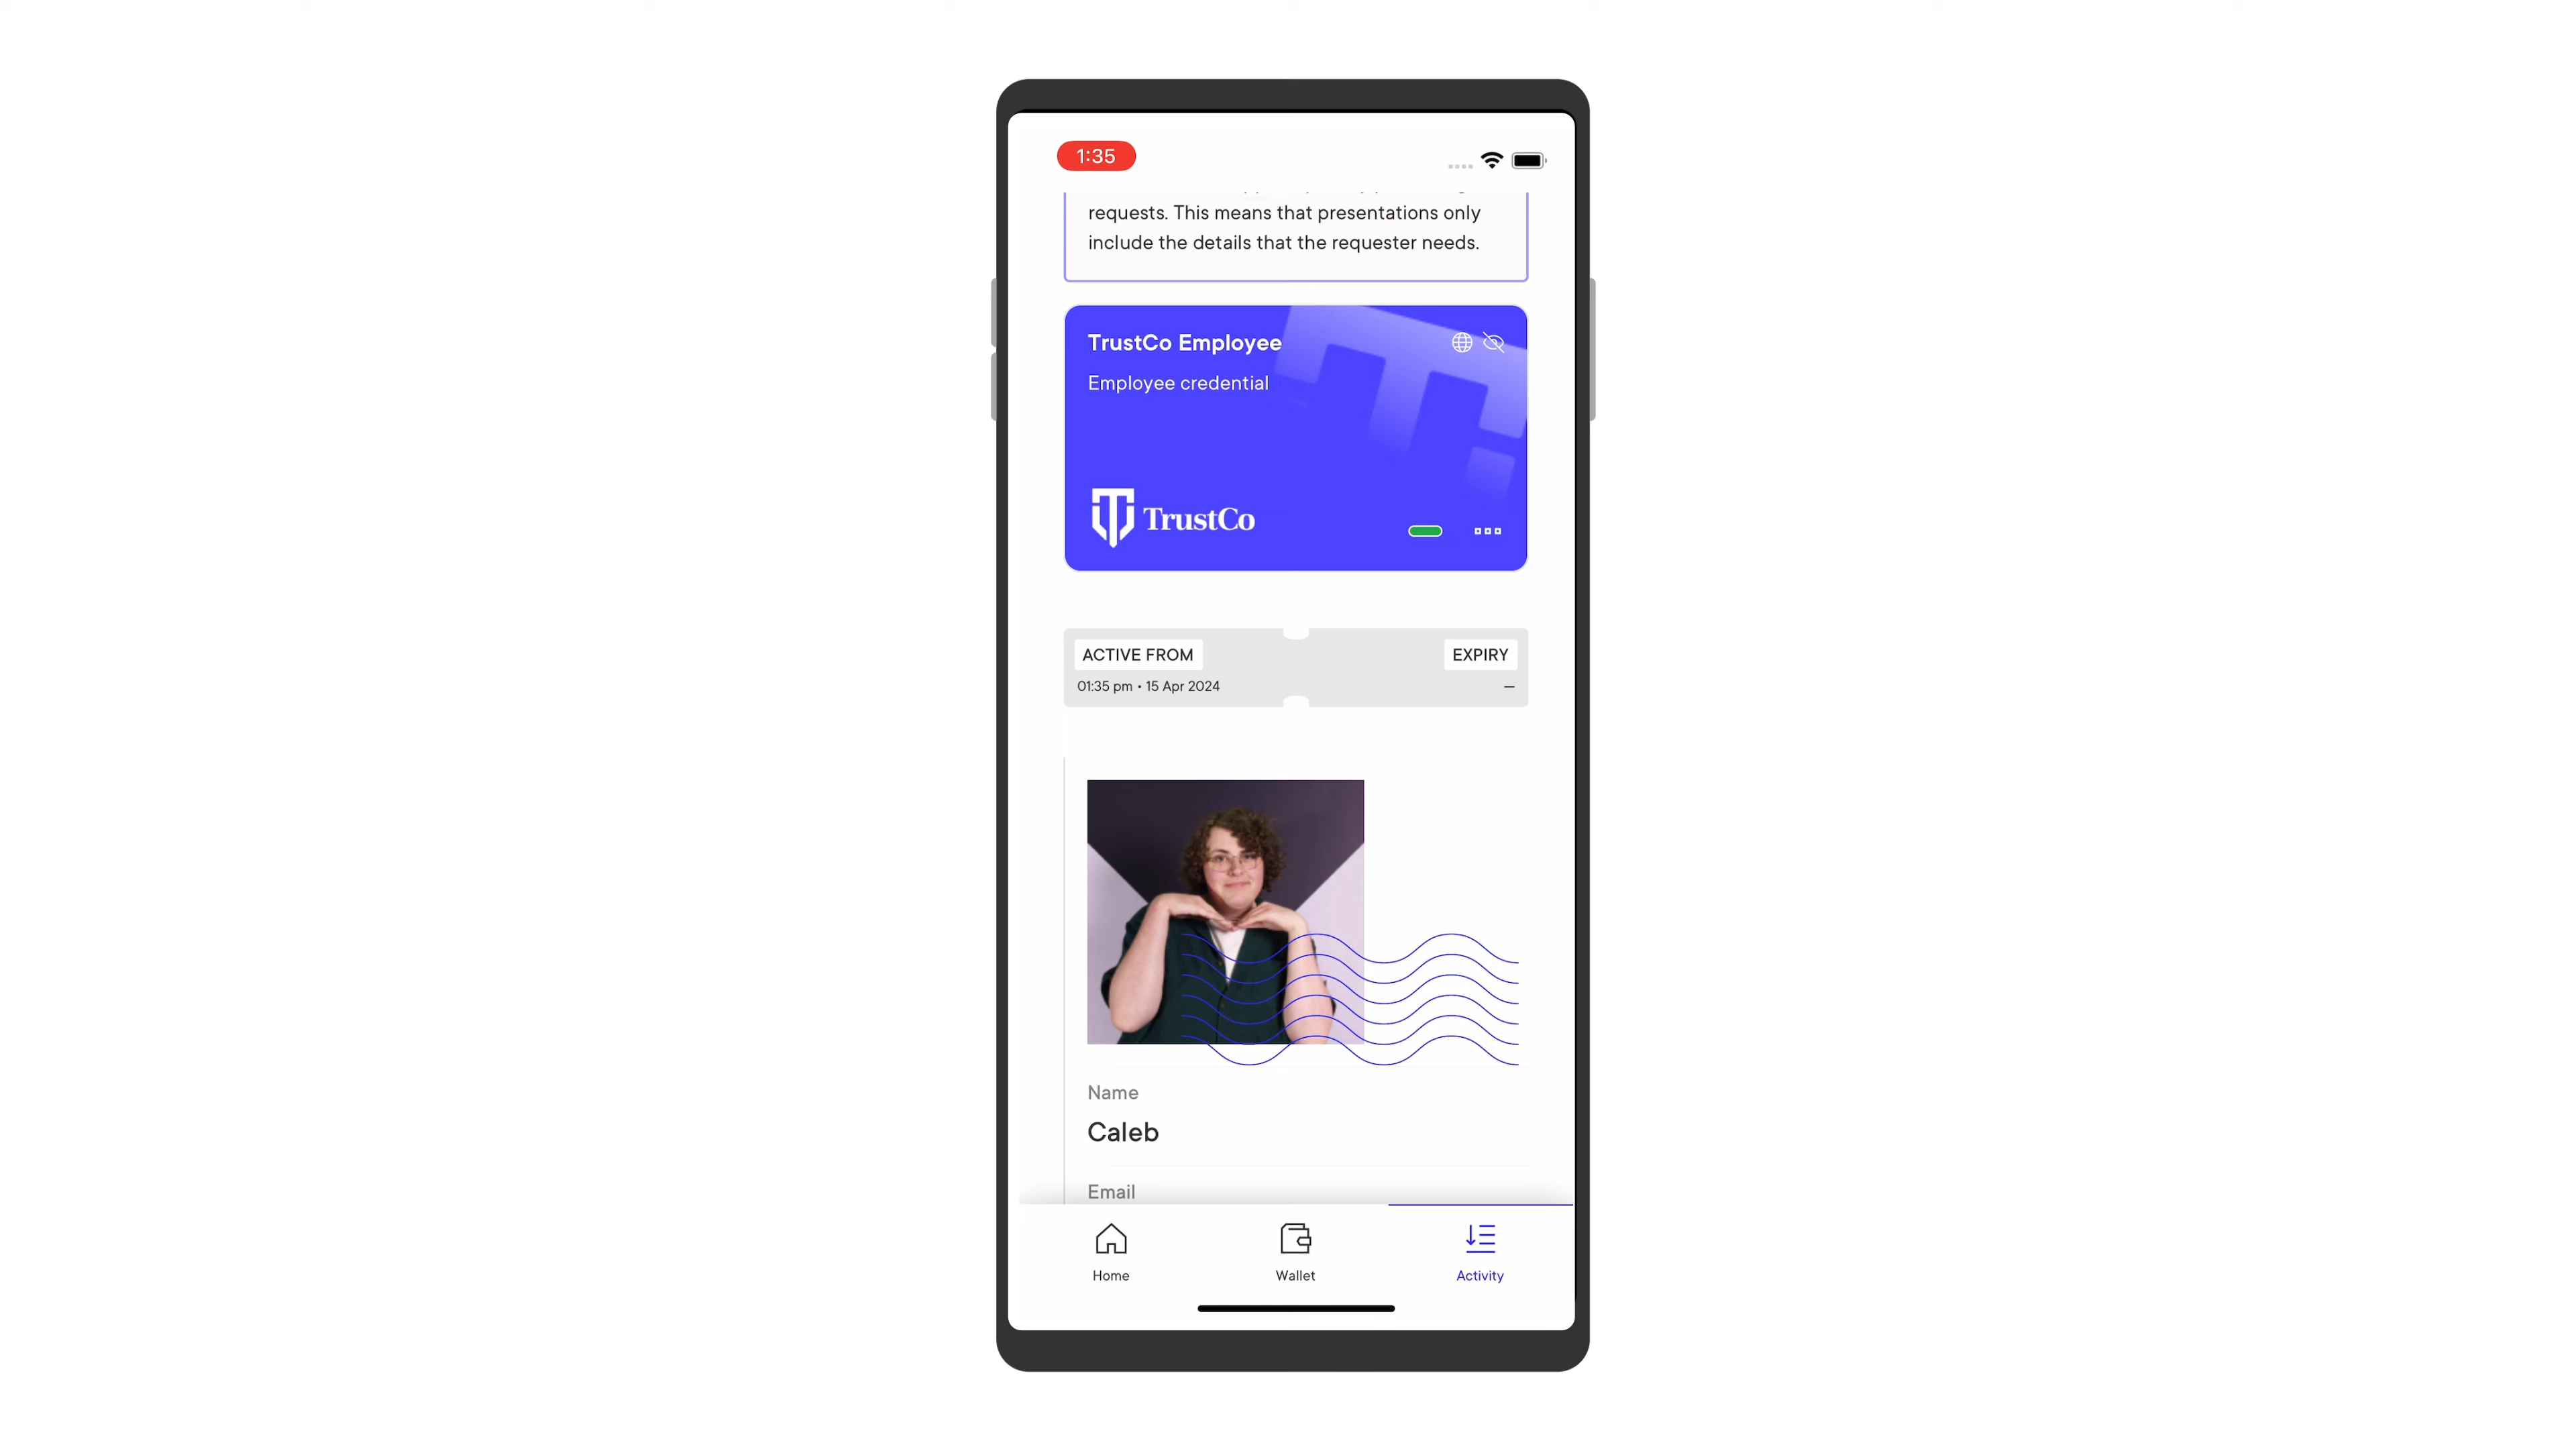 1:35
requests. This means that presentations only
include the details that the requester needs.
TrustCo Employee
Employee credential
TrustCo
ACTIVE FROM
EXPIRY
01:35 pm • 15 Apr 2024
–
Name
Caleb
Email
Home
Wallet
Activity